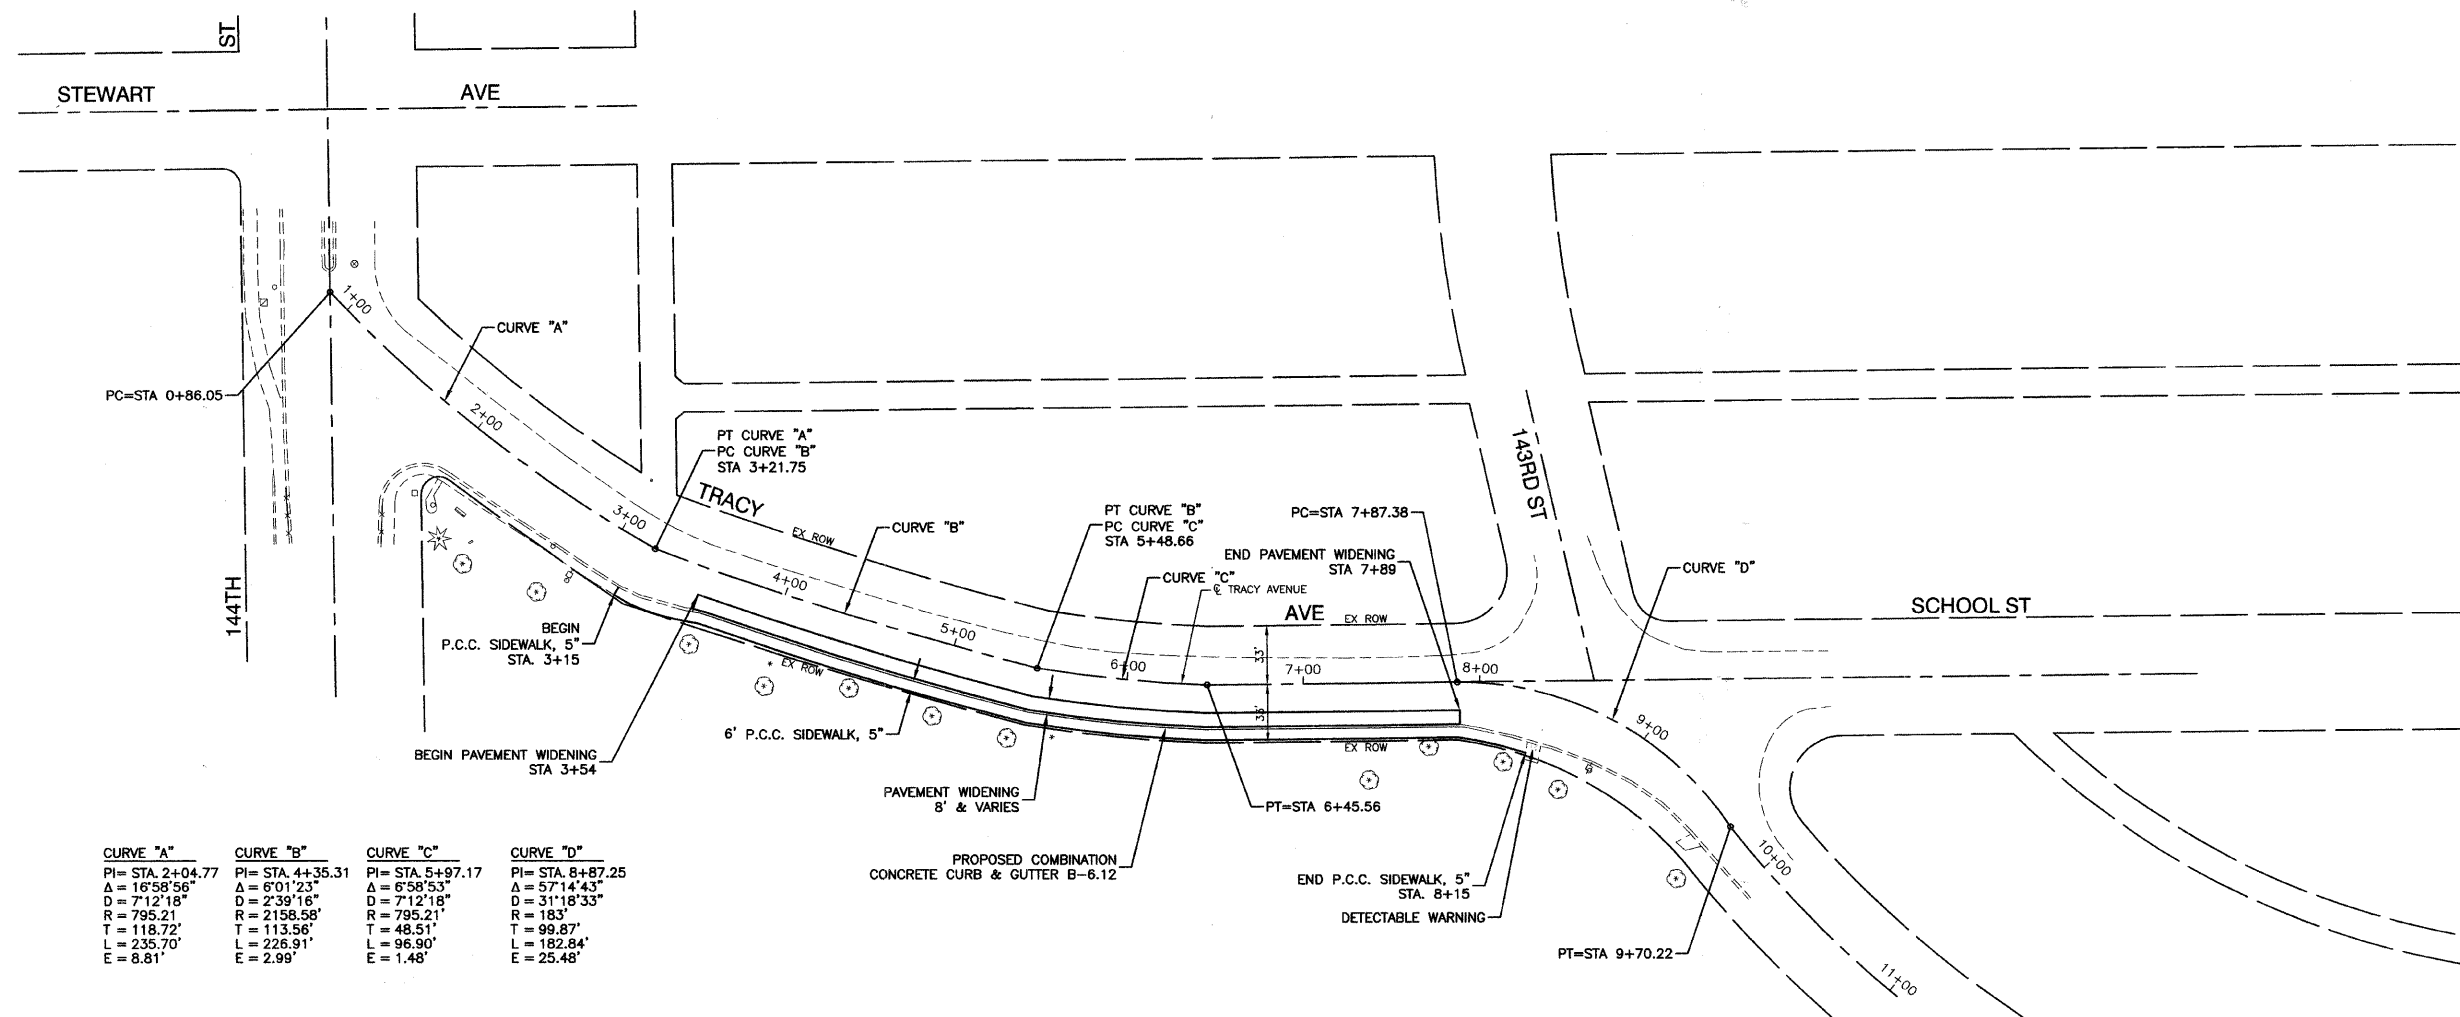 ST
STEWART
AVE
1+00
CURVE "A"
PC=STA 0+86.05
2+00
PT CURVE "A"
PC CURVE "B"
STA 3+21.75
143RD ST
TRACY
3+00
EX ROW
CURVE "B"
PT CURVE "B"
PC CURVE "C"
STA 5+48.66
PC=STA 7+87.38
END PAVEMENT WIDENING
STA 7+89
CURVE "C"
℄ TRACY AVENUE
CURVE "D"
144TH
4+00
AVE
EX ROW
SCHOOL ST
BEGIN
P.C.C. SIDEWALK, 5"
STA. 3+15
5+00
33'
6+00
7+00
8+00
EX ROW
9+00
6' P.C.C. SIDEWALK, 5"
EX ROW
BEGIN PAVEMENT WIDENING
STA 3+54
PAVEMENT WIDENING
8' & VARIES
PT=STA 6+45.56
PROPOSED COMBINATION
CONCRETE CURB & GUTTER B-6.12
10+00
END P.C.C. SIDEWALK, 5"
STA. 8+15
DETECTABLE WARNING
PT=STA 9+70.22
11+00
CURVE "A"
PI= STA. 2+04.77
Δ = 16°58'56"
D = 7°12'18"
R = 795.21
T = 118.72'
L = 235.70'
E = 8.81'
CURVE "B"
PI= STA. 4+35.31
Δ = 6°01'23"
D = 2°39'16"
R = 2158.58'
T = 113.56'
L = 226.91'
E = 2.99'
CURVE "C"
PI= STA. 5+97.17
Δ = 6°58'53"
D = 7°12'18"
R = 795.21'
T = 48.51'
L = 96.90'
E = 1.48'
CURVE "D"
PI= STA. 8+87.25
Δ = 57°14'43"
D = 31°18'33"
R = 183'
T = 99.87'
L = 182.84'
E = 25.48'